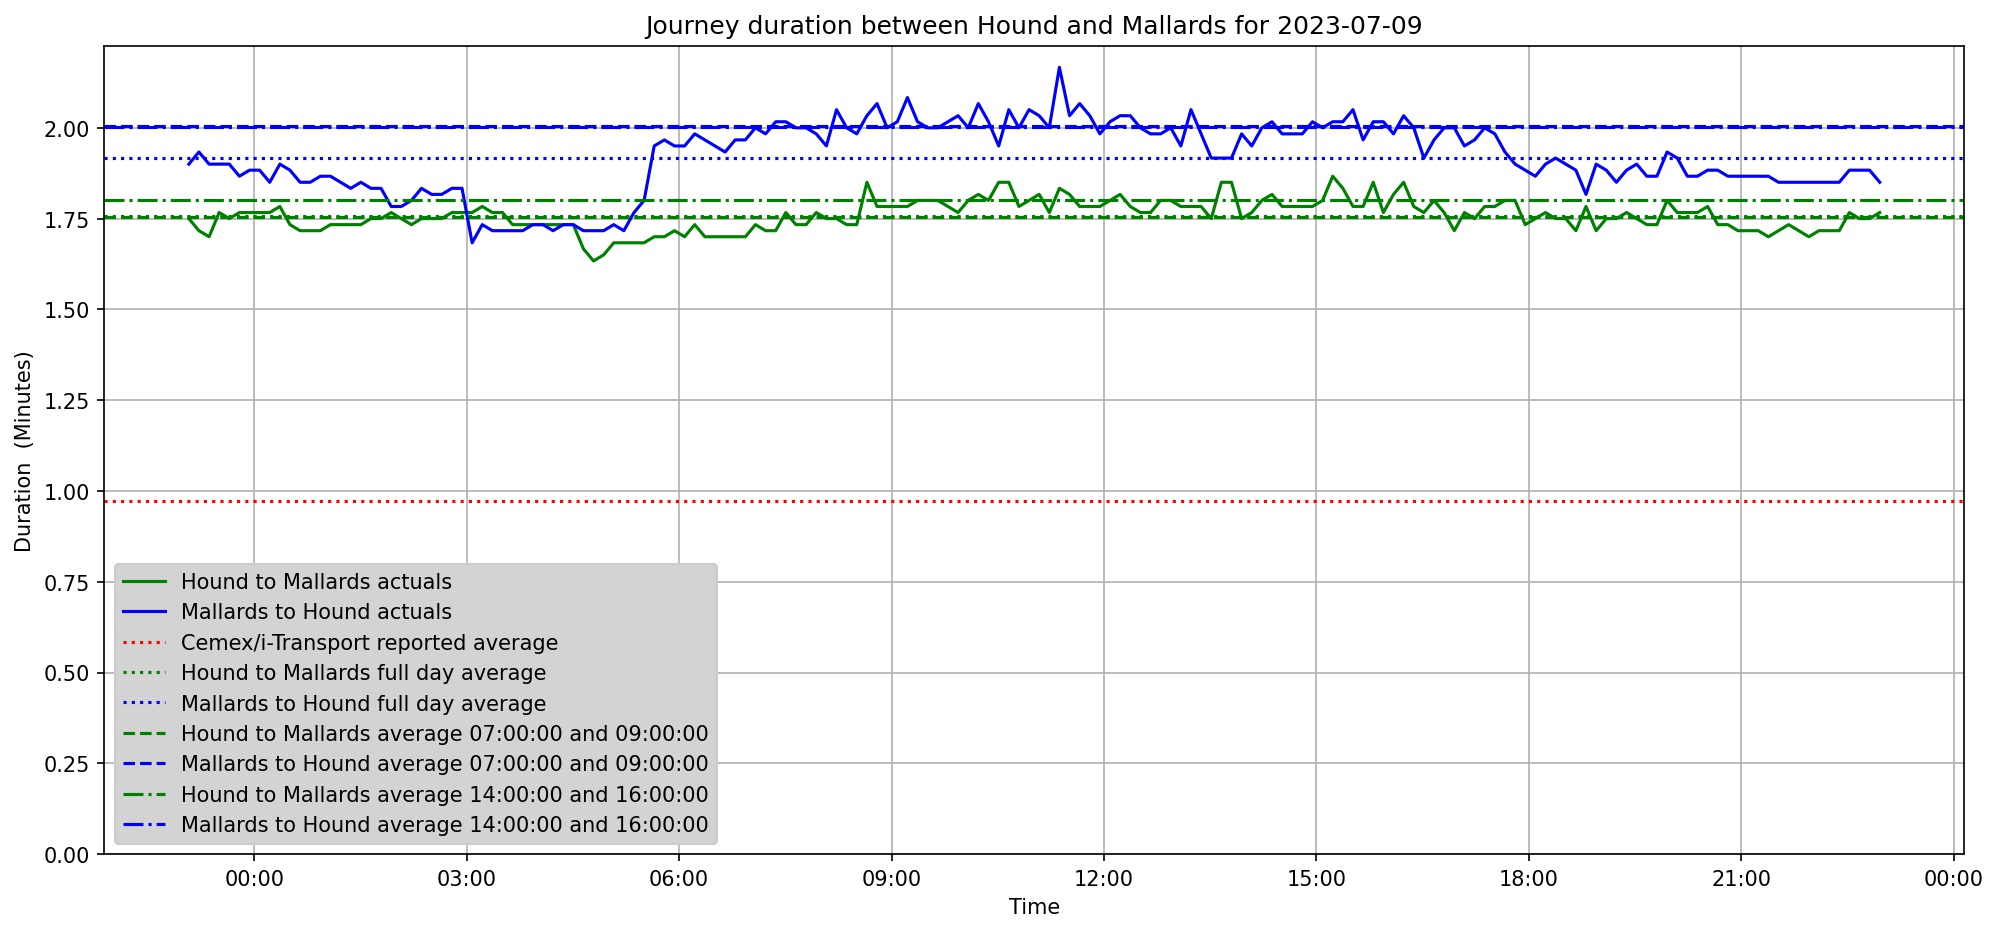 Journey duration between Hound and Mallards for 2023-07-09
2.00
1.75
1.50
1.25
1.00
0.75
0.50
0.25
0.00
Duration (Minutes)
Hound to Mallards actuals
Mallards to Hound actuals
Cemex/i-Transport reported average
Hound to Mallards full day average
Mallards to Hound full day average
Hound to Mallards average 07:00:00 and 09:00:00
Mallards to Hound average 07:00:00 and 09:00:00
Hound to Mallards average 14:00:00 and 16:00:00
Mallards to Hound average 14:00:00 and 16:00:00
00:00 03:00 06:00 09:00 12:00 15:00 18:00 21:00 00:00
Time